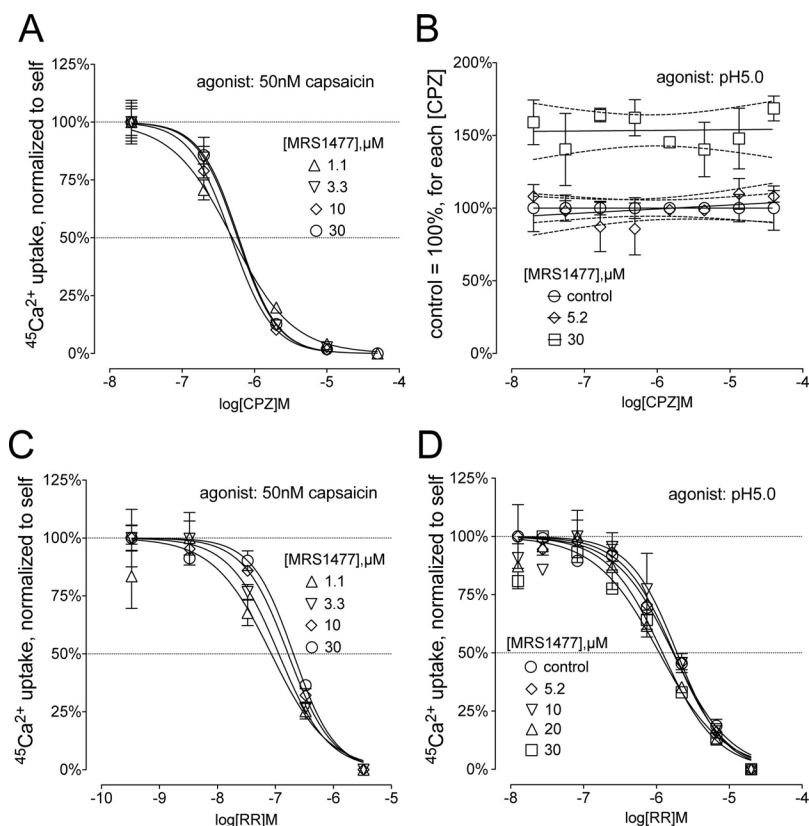 A
125%
100%
75%
50%
25%
0%
45Ca2+ uptake, normalized to self
agonist: 50nM capsaicin
[MRS1477],µM
1.1
3.3
10
30
-8
-7
-6
-5
-4
log[CPZ]M
B
200%
150%
100%
50%
0%
control = 100%, for each [CPZ]
agonist: pH5.0
[MRS1477],µM
control
5.2
30
-8
-7
-6
-5
-4
log[CPZ]M
C
125%
100%
75%
50%
25%
0%
45Ca2+ uptake, normalized to self
agonist: 50nM capsaicin
[MRS1477],µM
1.1
3.3
10
30
-10
-9
-8
-7
-6
-5
log[RR]M
D
125%
100%
75%
50%
25%
0%
45Ca2+ uptake, normalized to self
agonist: pH5.0
[MRS1477],µM
control
5.2
10
20
30
-8
-7
-6
-5
-4
log[RR]M